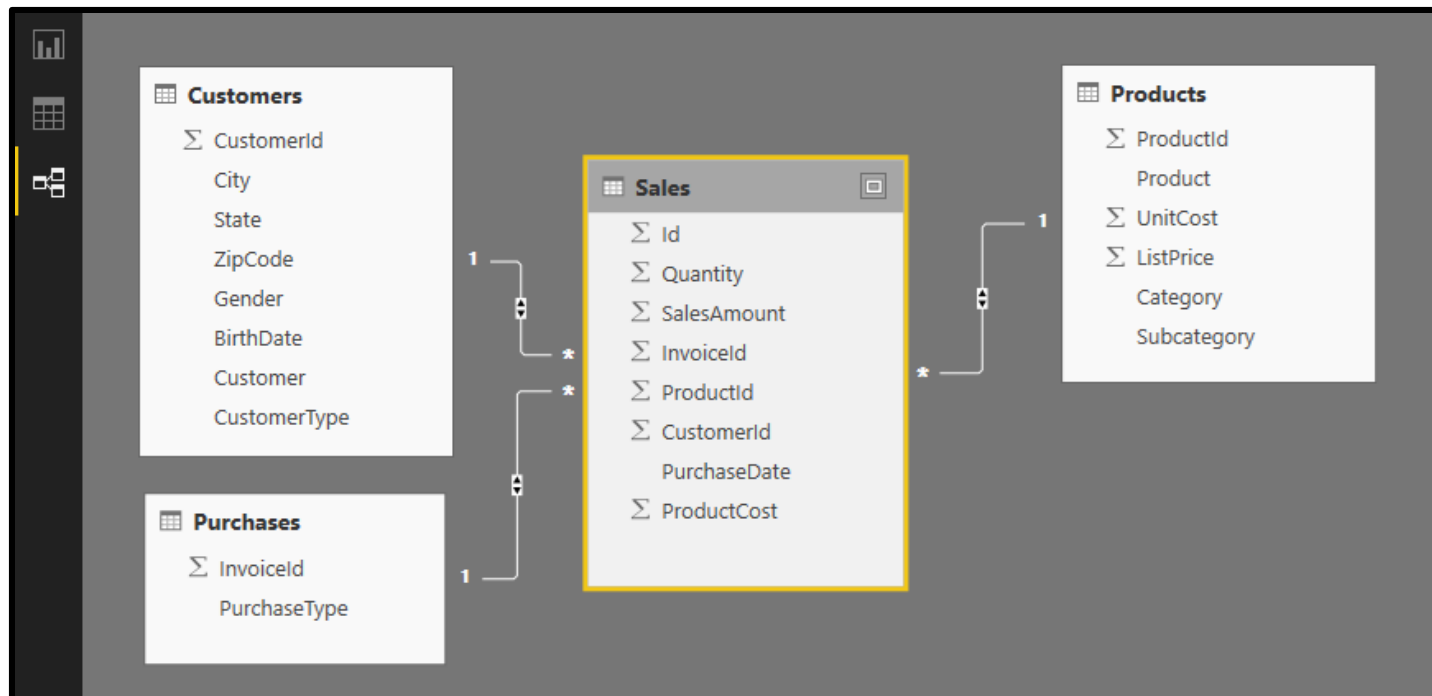 Customers
Σ CustomerId
City
State
ZipCode
Gender
BirthDate
Customer
CustomerType
Purchases
Σ InvoiceId
PurchaseType
Sales
Σ Id
Σ Quantity
Σ SalesAmount
Σ InvoiceId
Σ ProductId
Σ CustomerId
PurchaseDate
Σ ProductCost
Products
Σ ProductId
Product
Σ UnitCost
Σ ListPrice
Category
Subcategory
1
*
1
*
1
*